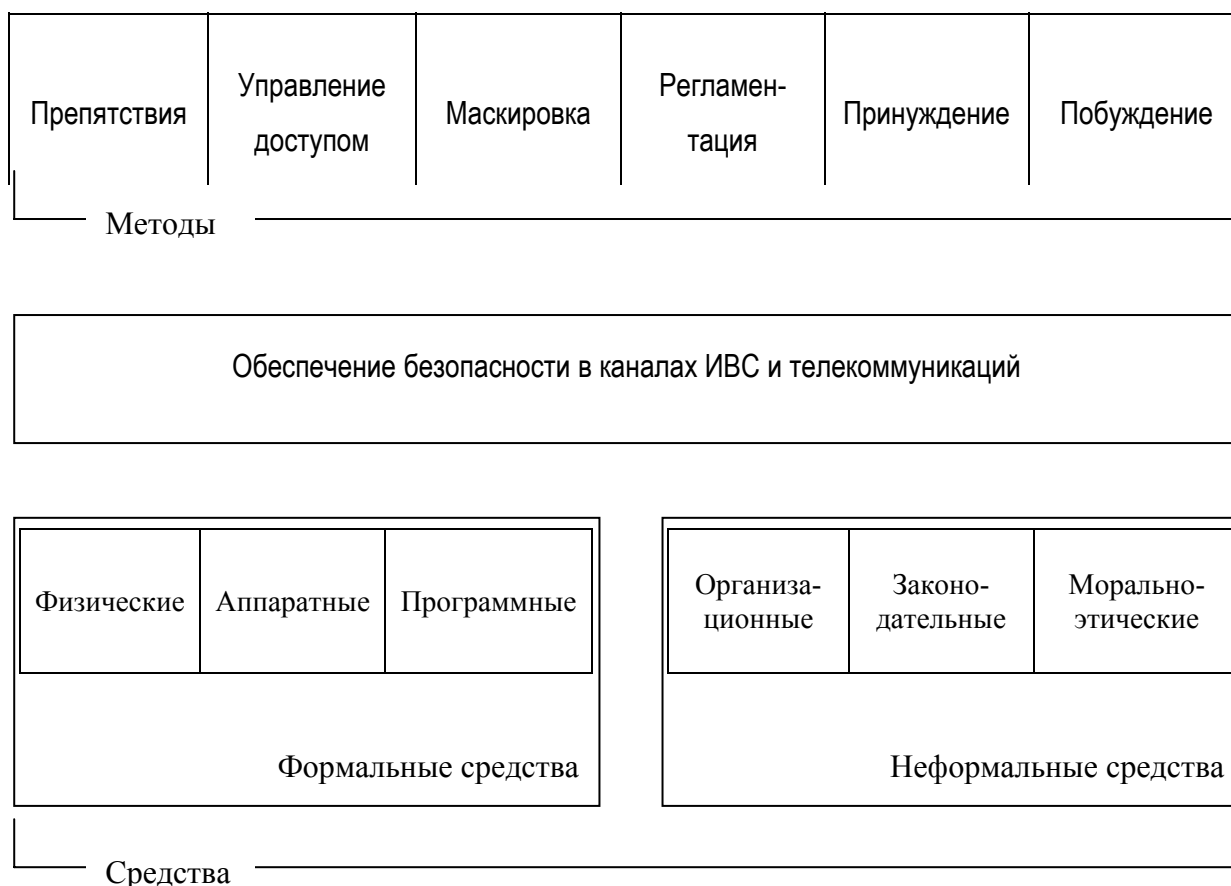 Препятствия
Управление
доступом
Маскировка
Регламен-
тация
Принуждение
Побуждение
Методы
Обеспечение безопасности в каналах ИВС и телекоммуникаций
Физические
Аппаратные
Программные
Организа-
ционные
Законо-
дательные
Морально-
этические
Формальные средства
Неформальные средства
Средства